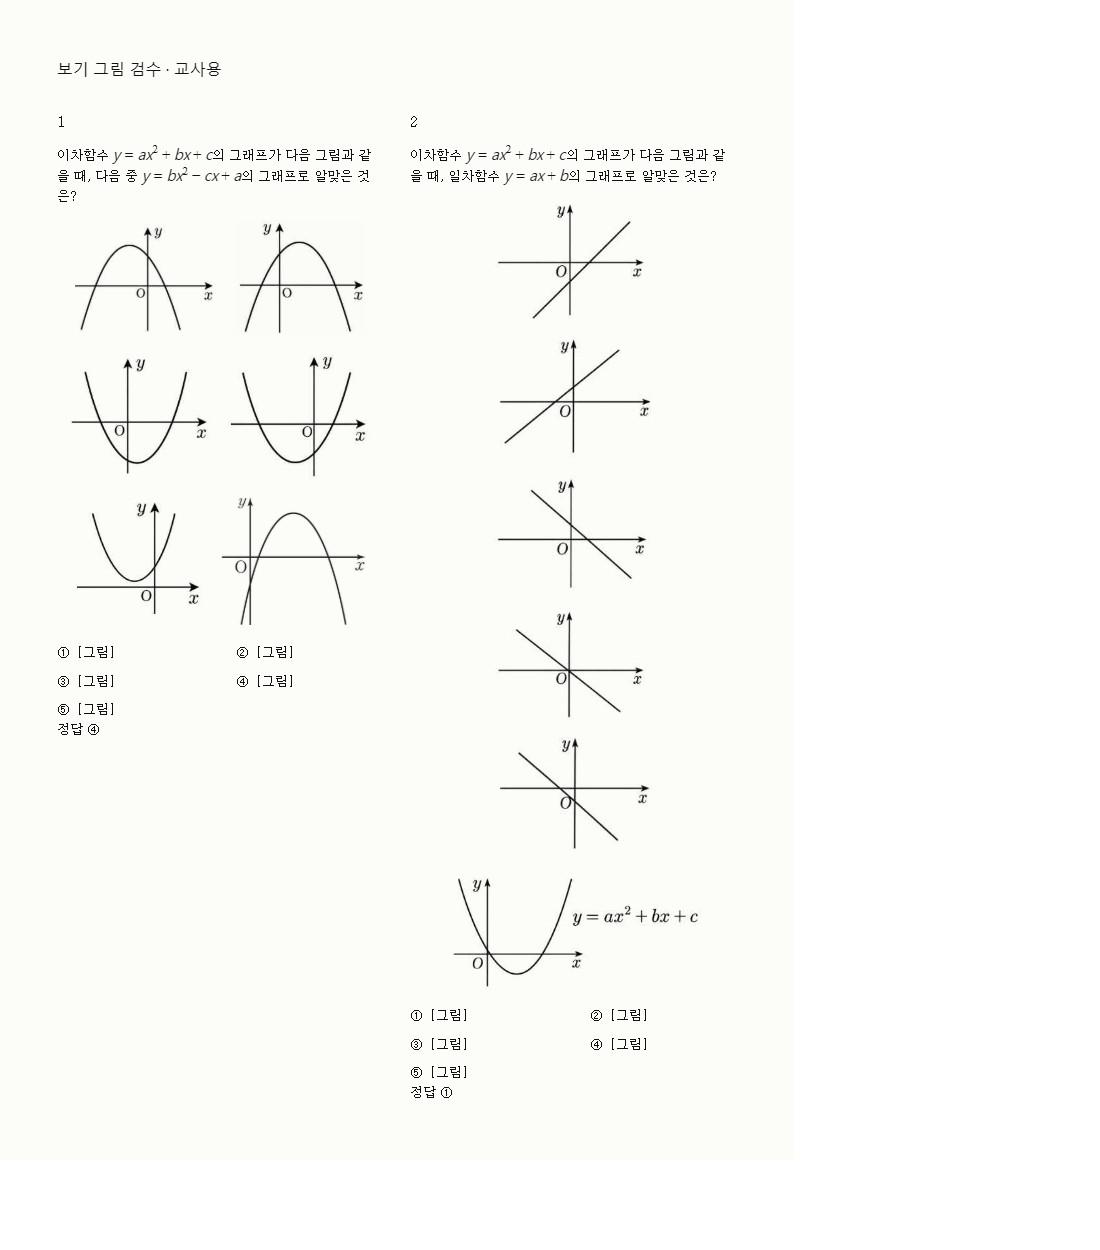 보기 그림 검수 · 교사용
1
이차함수 y = ax² + bx + c의 그래프가 다음 그림과 같
을 때, 다음 중 y = bx² − cx + a의 그래프로 알맞은 것
은?
y
O
x
y
O
x
y
O
x
y
O
x
y
O
x
y
O
x
① [그림]
② [그림]
③ [그림]
④ [그림]
⑤ [그림]
정답 ④
2
이차함수 y = ax² + bx + c의 그래프가 다음 그림과 같
을 때, 일차함수 y = ax + b의 그래프로 알맞은 것은?
y
O
x
y
O
x
y
O
x
y
O
x
y
O
x
y
y = ax² + bx + c
O
x
① [그림]
② [그림]
③ [그림]
④ [그림]
⑤ [그림]
정답 ①